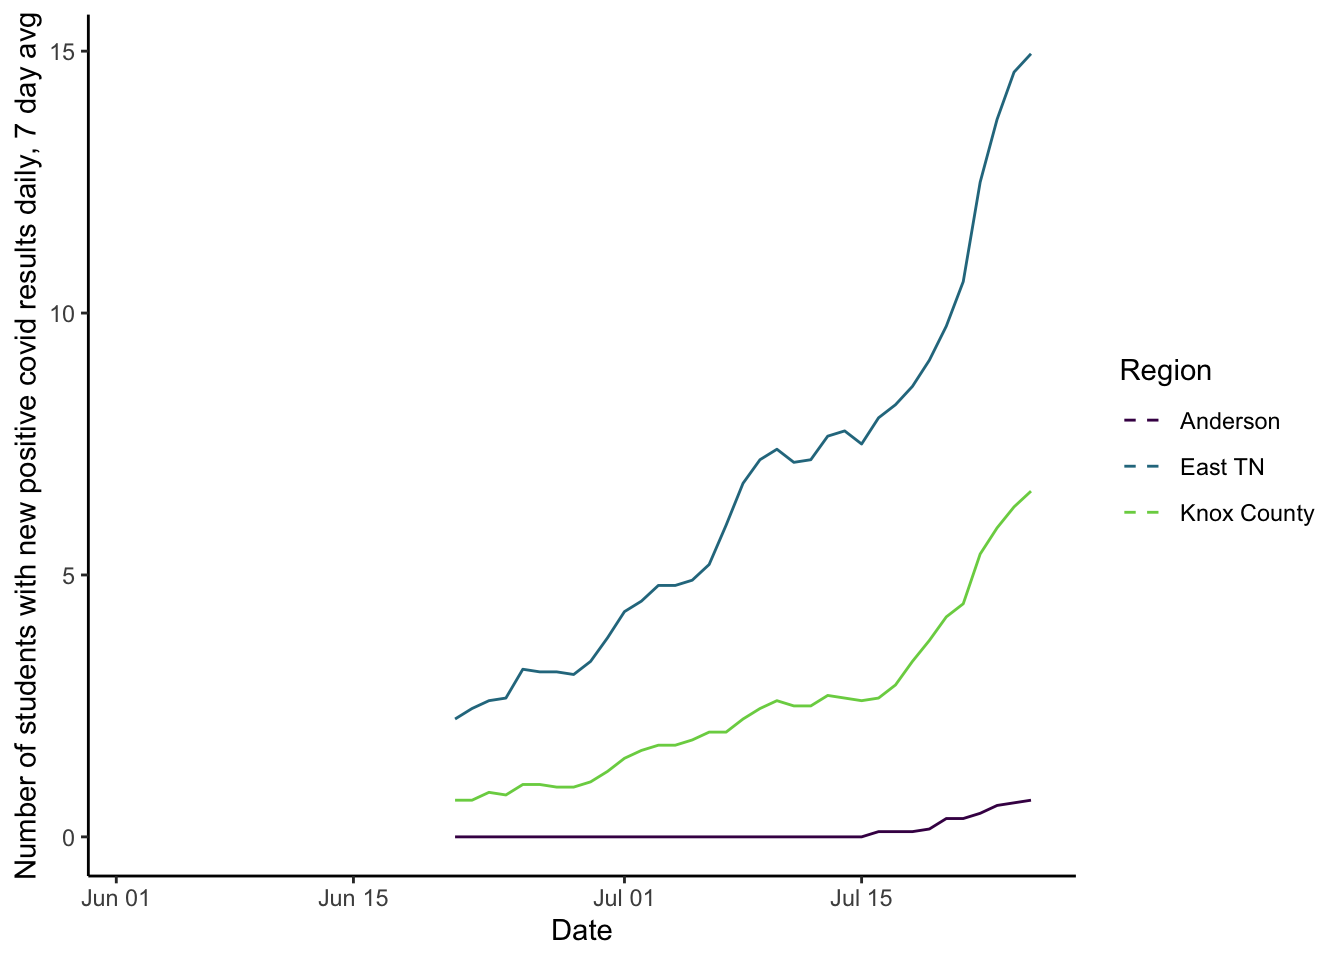 Number of students with new positive covid results daily, 7 day avg
15
10
5
0
Jun 01
Jun 15
Jul 01
Jul 15
Date
Region
Anderson
East TN
Knox County